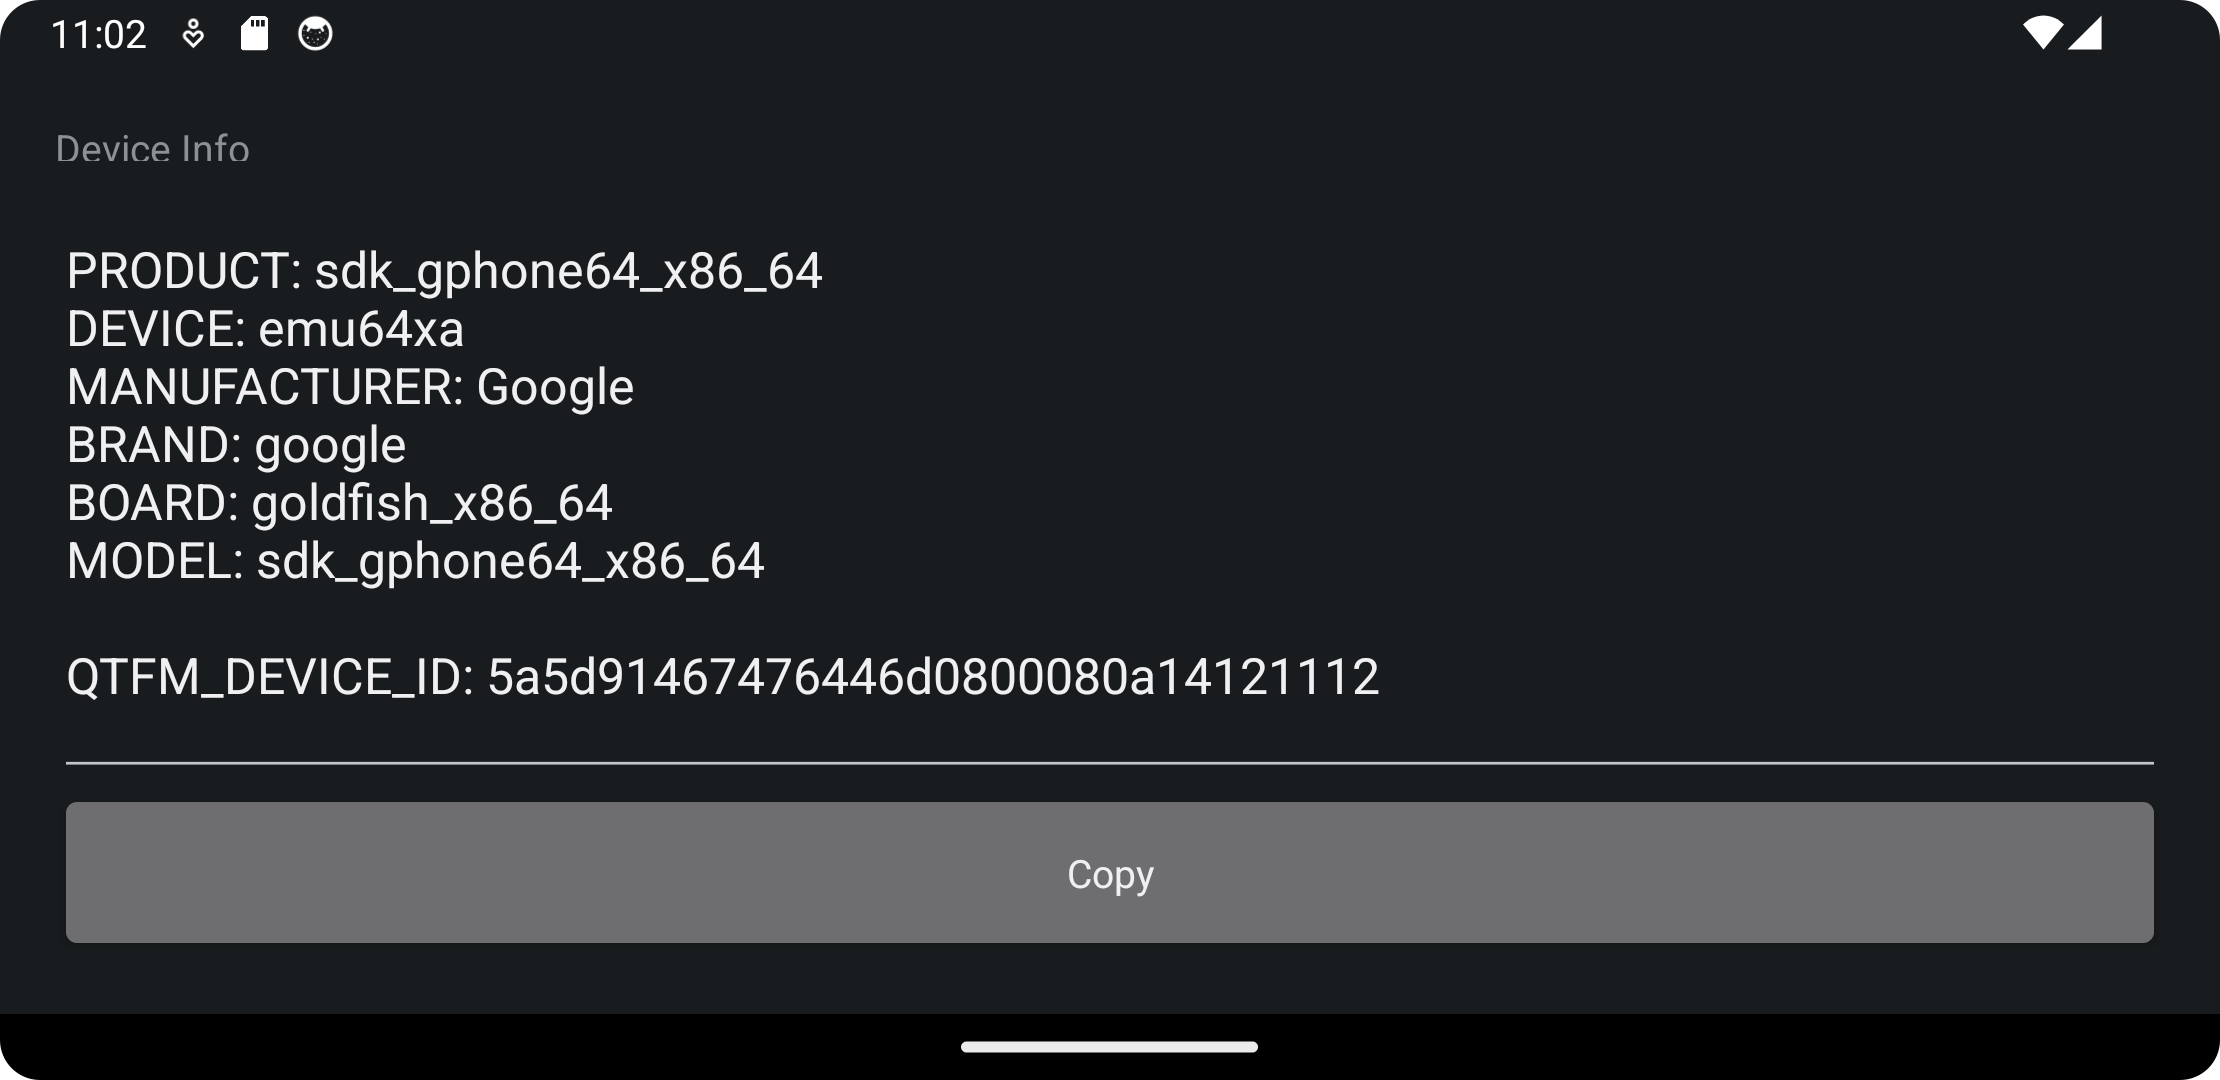 11:02
Device Info
PRODUCT: sdk_gphone64_x86_64
DEVICE: emu64xa
MANUFACTURER: Google
BRAND: google
BOARD: goldfish_x86_64
MODEL: sdk_gphone64_x86_64
QTFM_DEVICE_ID: 5a5d91467476446d0800080a14121112
Copy